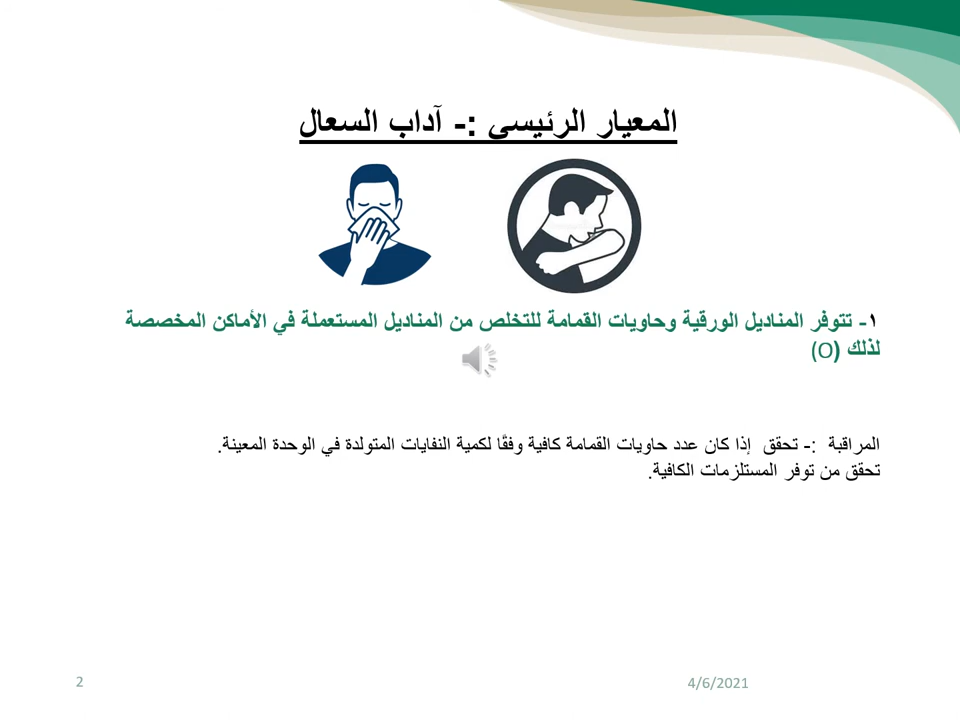 المعيار الرئيسي :- آداب السعال
١- تتوفر المناديل الورقية وحاويات القمامة للتخلص من المناديل المستعملة في الأماكن المخصصة
لذلك (O)
المراقبة :- تحقق إذا كان عدد حاويات القمامة كافية وفقًا لكمية النفايات المتولدة في الوحدة المعينة.
تحقق من توفر المستلزمات الكافية.
4/6/2021
2